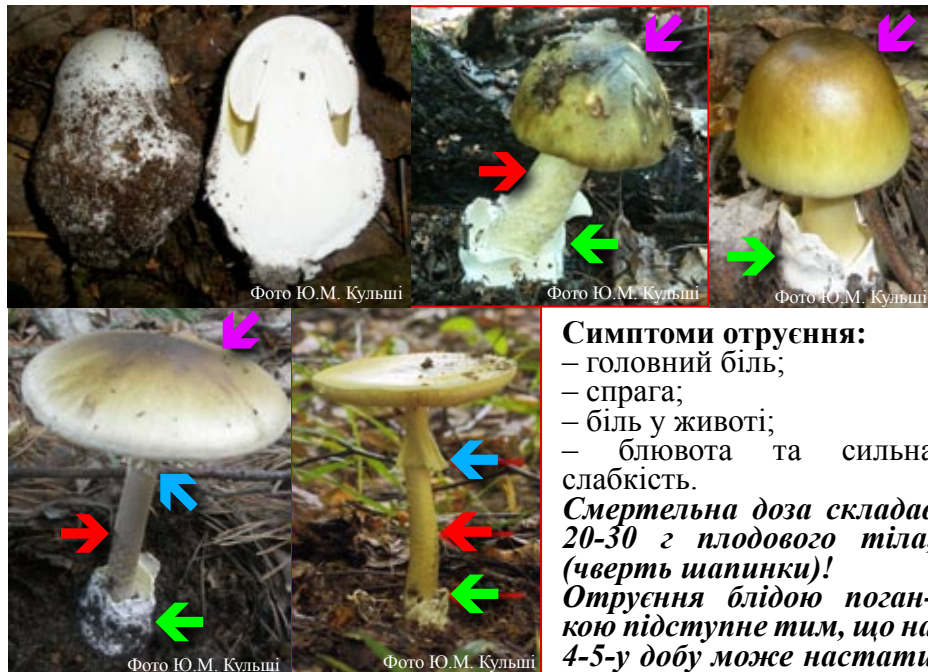 Фото Ю.М. Кульші
Фото Ю.М. Кульші
Фото Ю.М. Кульші
Фото Ю.М. Кульші
Фото Ю.М. Кульші
Симптоми отруєння:
– головний біль;
– спрага;
– біль у животі;
– блювота та сильна
слабкість.
Смертельна доза складає
20-30 г плодового тіла,
(чверть шапинки)!
Отруєння блідою поган-
кою підступне тим, що на
4-5-у добу може настати